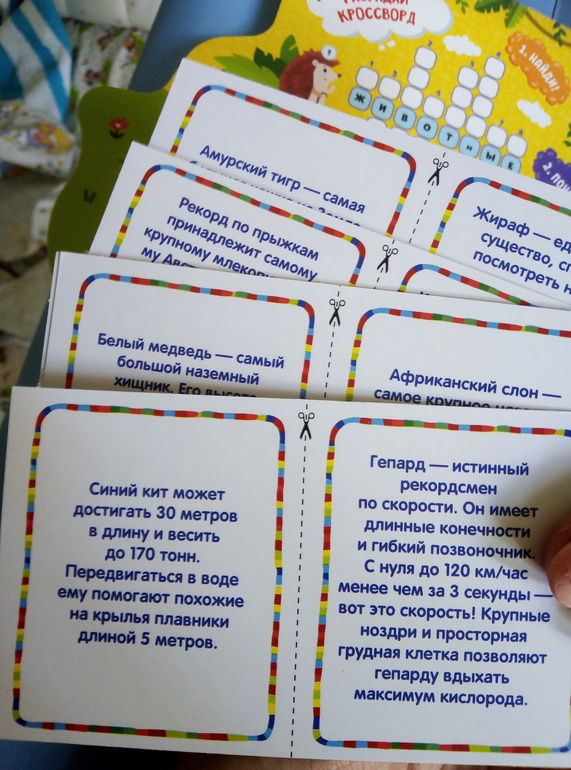 КРОССВОРД
ЖИВОТНЫЕ
1. НАЙДИ!
Амурский тигр — самая
Жираф —
существо,
посмотреть
Рекорд по прыжкам
принадлежит самому
крупному
Белый медведь — самый
большой наземный
хищник. Его
Африканский слон —
самое крупное
Синий кит может
достигать 30 метров
в длину и весить
до 170 тонн.
Передвигаться в воде
ему помогают похожие
на крылья плавники
длиной 5 метров.
Гепард — истинный
рекордсмен
по скорости. Он имеет
длинные конечности
и гибкий позвоночник.
С нуля до 120 км/час
менее чем за 3 секунды —
вот это скорость! Крупные
ноздри и просторная
грудная клетка позволяют
гепарду вдыхать
максимум кислорода.